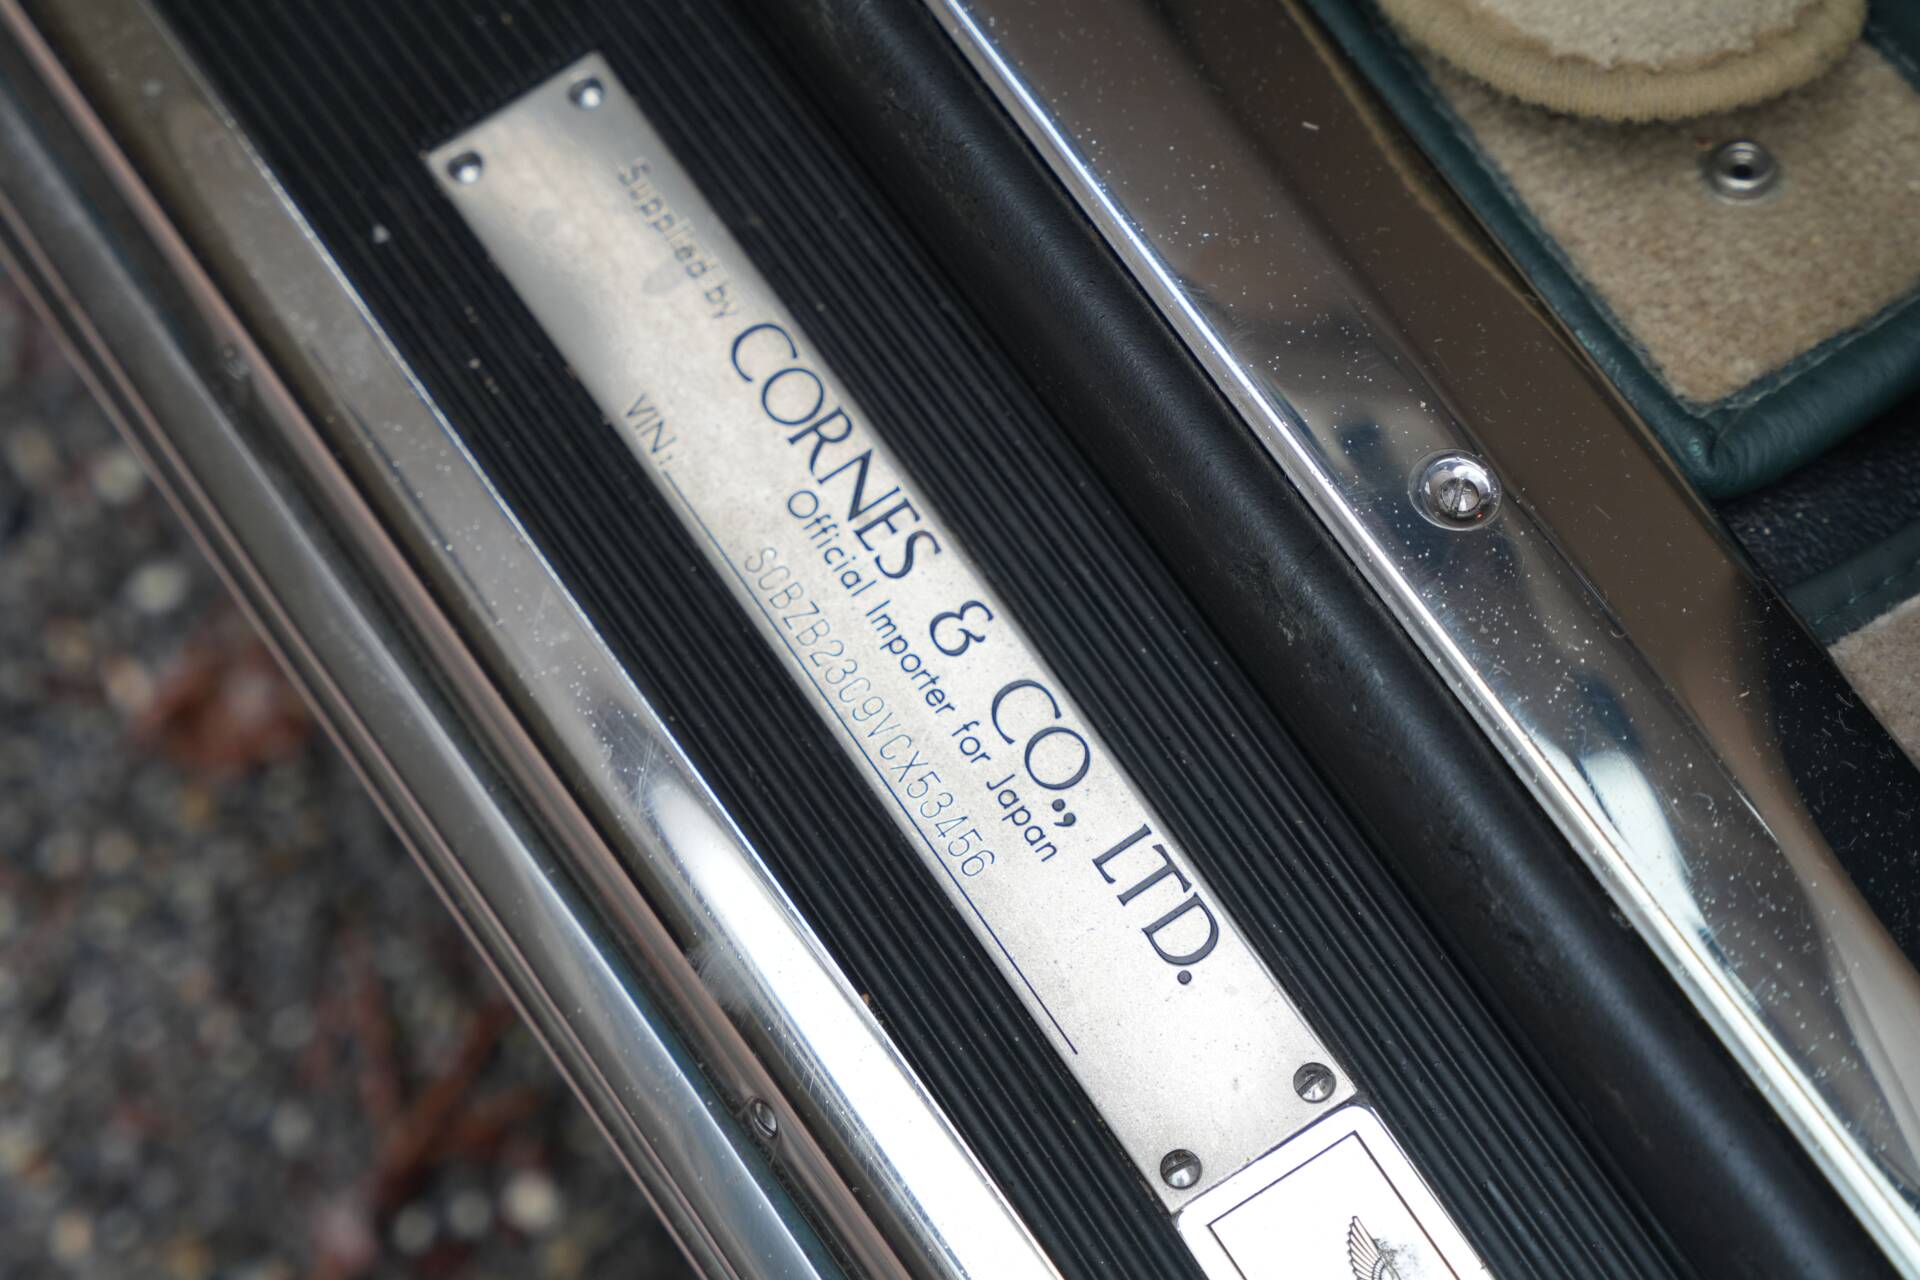 Supplied by CORNES & CO., LTD.
Official Importer for Japan
VIN: SCBZB23C9VCX53456